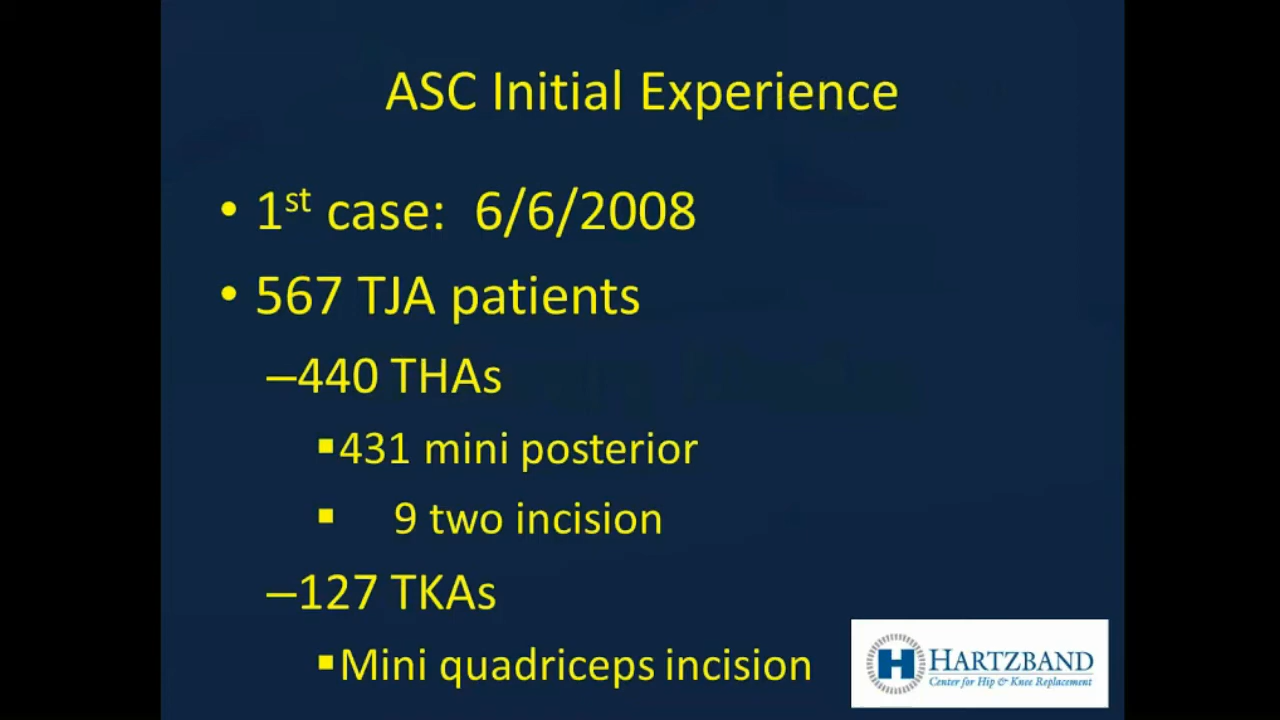 ASC Initial Experience
• 1st case: 6/6/2008
• 567 TJA patients
–440 THAs
▪431 mini posterior
▪ 9 two incision
–127 TKAs
▪Mini quadriceps incision
HARTZBAND
Center for Hip & Knee Replacement